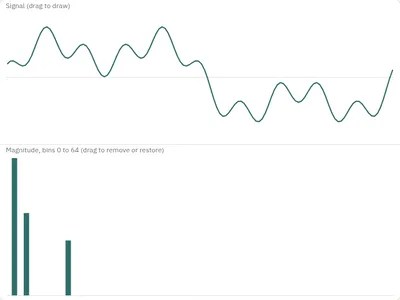 Signal (drag to draw)
Magnitude, bins 0 to 64 (drag to remove or restore)